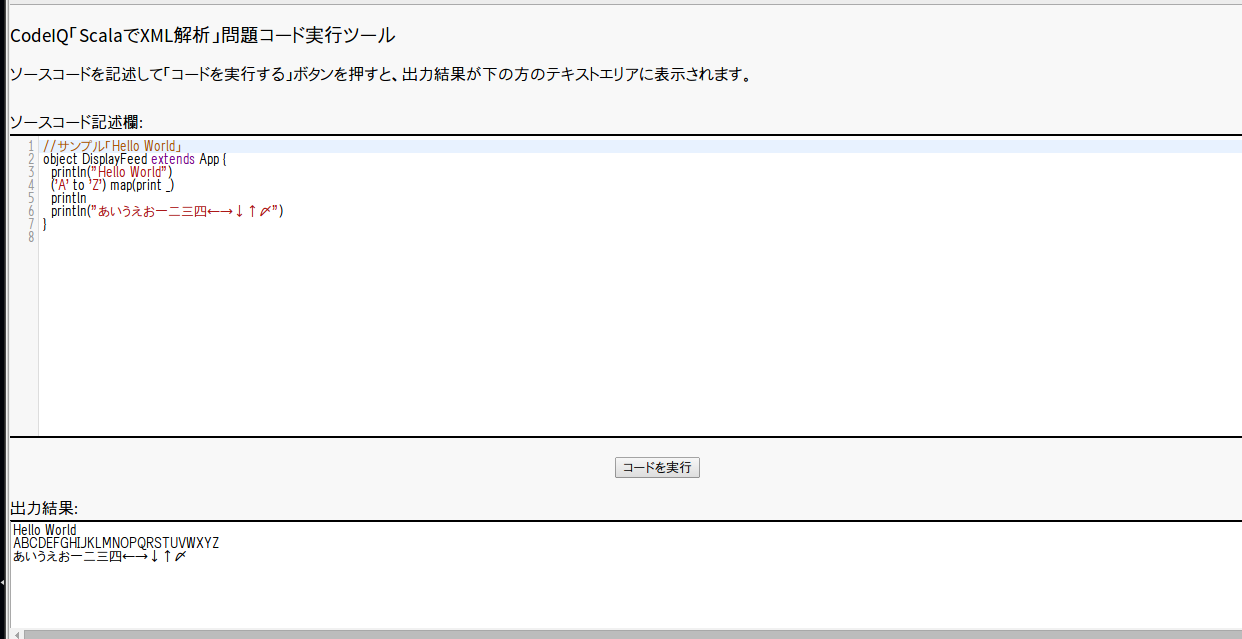 CodeIQ「ScalaでXML解析」問題コード実行ツール
ソースコードを記述して「コードを実行する」ボタンを押すと、出力結果が下の方のテキストエリアに表示されます。
ソースコード記述欄:
1 //サンプル「Hello World」
2 object DisplayFeed extends App {
3 println("Hello World")
4 ('A' to 'Z') map(print _)
5 println
6 println("あいうえお一二三四←→↓↑〆")
7 }
8
コードを実行
出力結果:
Hello World
ABCDEFGHIJKLMNOPQRSTUVWXYZ
あいうえお一二三四←→↓↑〆